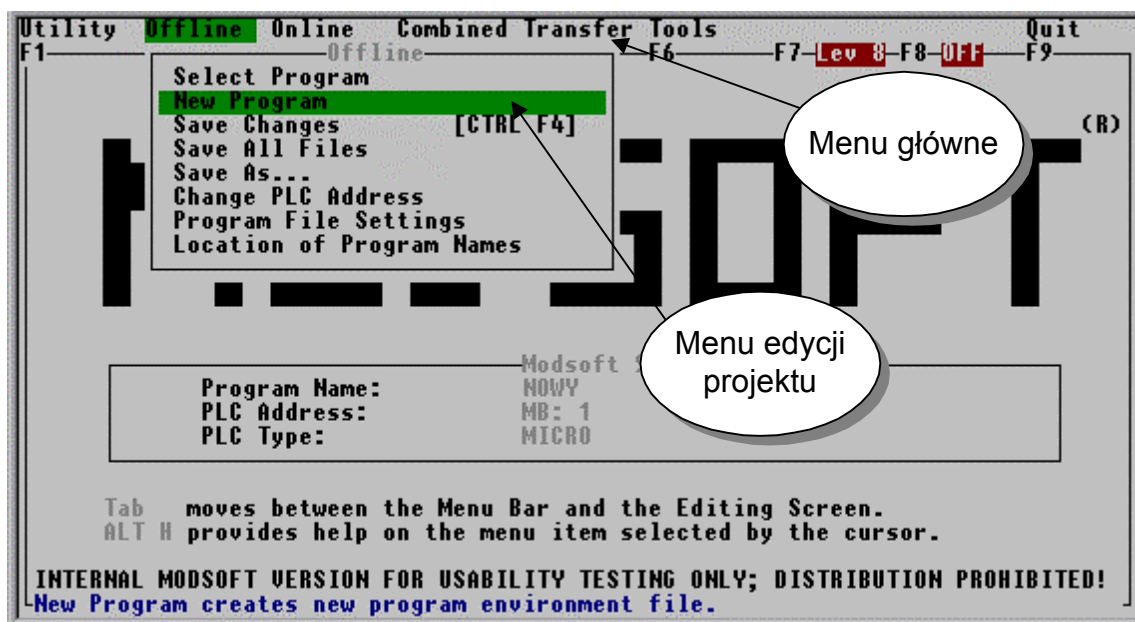 Utility Offline Online Combined Transfer Tools Quit
F1 Offline F6 F7 Lev 8 F8 OFF F9
Select Program
New Program
Save Changes [CTRL F4]
Save All Files
Save As...
Change PLC Address
Program File Settings
Location of Program Names
(R)
Menu główne
Menu edycji
projektu
Modsoft
Program Name: NOWY
PLC Address: MB: 1
PLC Type: MICRO
Tab moves between the Menu Bar and the Editing Screen.
ALT H provides help on the menu item selected by the cursor.
INTERNAL MODSOFT VERSION FOR USABILITY TESTING ONLY; DISTRIBUTION PROHIBITED!
New Program creates new program environment file.